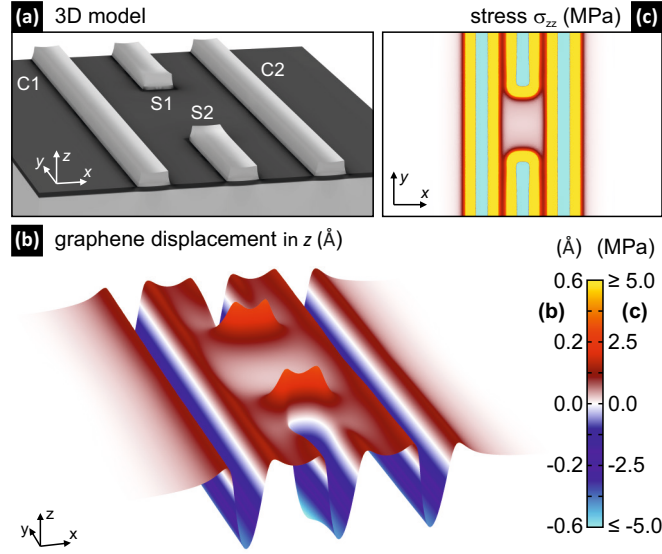 (a) 3D model
C1
C2
S1
S2
z
y
x
stress σzz (MPa) (c)
y
x
(b) graphene displacement in z (Å)
(Å) (MPa)
0.6 ≥ 5.0
(b) (c)
0.2 2.5
0.0 0.0
-0.2 -2.5
-0.6 ≤ -5.0
z
y
x